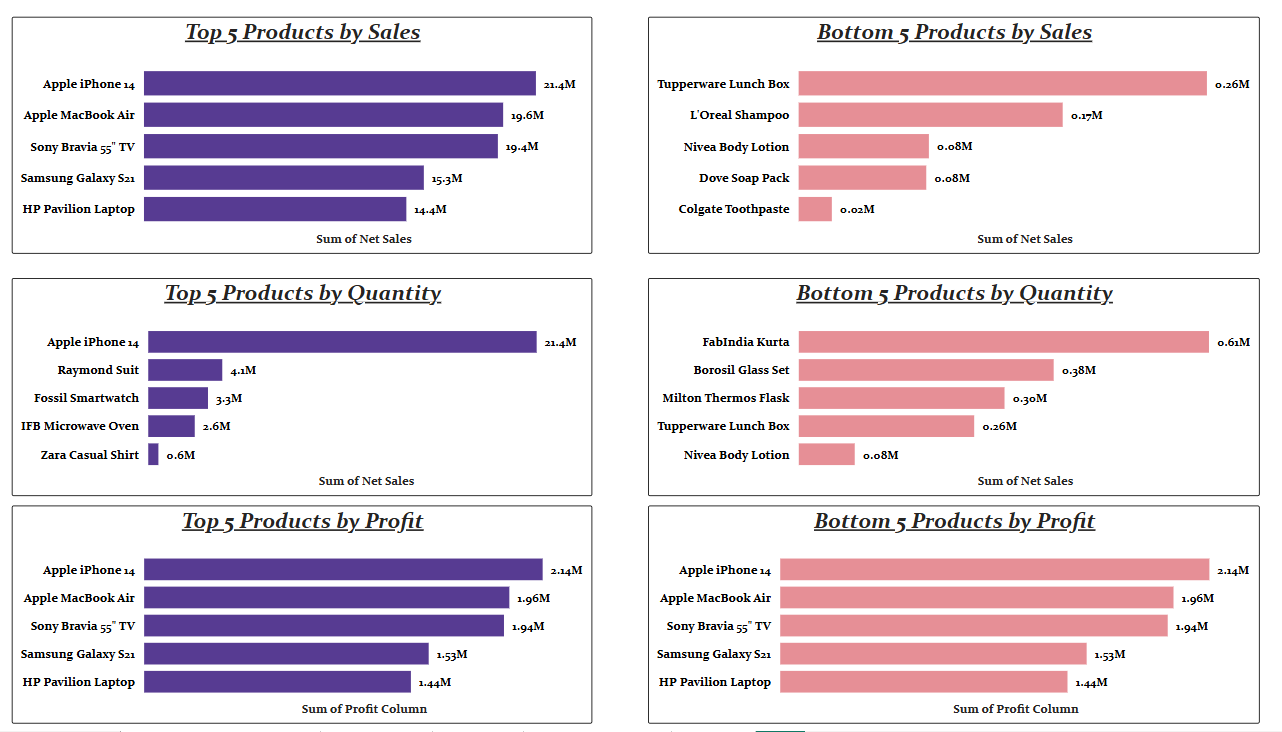 Top 5 Products by Sales
Apple iPhone 14 21.4M
Apple MacBook Air 19.6M
Sony Bravia 55" TV 19.4M
Samsung Galaxy S21 15.3M
HP Pavilion Laptop 14.4M
Sum of Net Sales
Bottom 5 Products by Sales
Tupperware Lunch Box 0.26M
L'Oreal Shampoo 0.17M
Nivea Body Lotion 0.08M
Dove Soap Pack 0.08M
Colgate Toothpaste 0.02M
Sum of Net Sales
Top 5 Products by Quantity
Apple iPhone 14 21.4M
Raymond Suit 4.1M
Fossil Smartwatch 3.3M
IFB Microwave Oven 2.6M
Zara Casual Shirt 0.6M
Sum of Net Sales
Bottom 5 Products by Quantity
FabIndia Kurta 0.61M
Borosil Glass Set 0.38M
Milton Thermos Flask 0.30M
Tupperware Lunch Box 0.26M
Nivea Body Lotion 0.08M
Sum of Net Sales
Top 5 Products by Profit
Apple iPhone 14 2.14M
Apple MacBook Air 1.96M
Sony Bravia 55" TV 1.94M
Samsung Galaxy S21 1.53M
HP Pavilion Laptop 1.44M
Sum of Profit Column
Bottom 5 Products by Profit
Apple iPhone 14 2.14M
Apple MacBook Air 1.96M
Sony Bravia 55" TV 1.94M
Samsung Galaxy S21 1.53M
HP Pavilion Laptop 1.44M
Sum of Profit Column